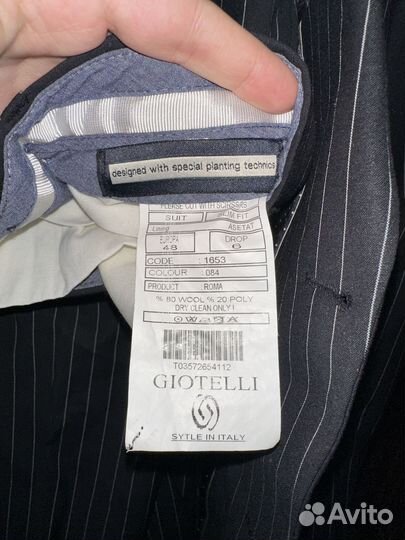 designed with special planting technics
PLEASE CUT WITH SCISSORS
SUIT SLIM FIT
Lining ASETAT
EUROPA 48 DROP 6
CODE : 1653
COLOUR : 084
PRODUCT : ROMA
% 80 WOOL % 20 POLY
DRY CLEAN ONLY !
T03572654112
GIOTELLI
SYTLE IN ITALY
Avito